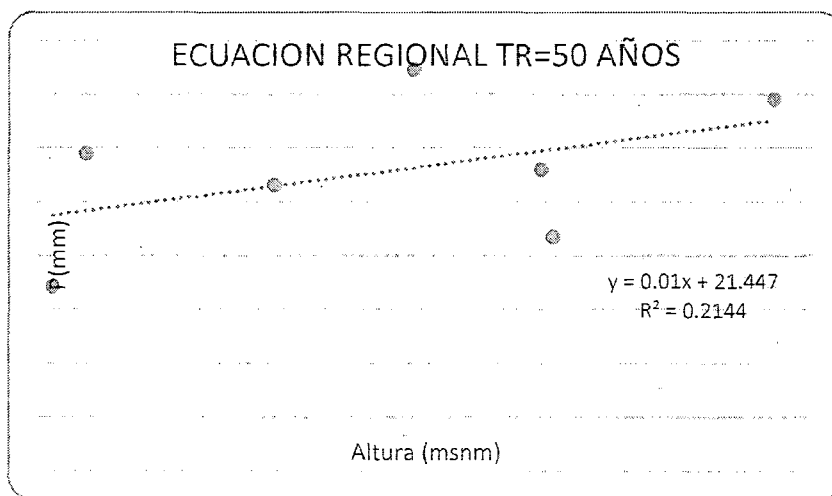 ECUACION REGIONAL TR=50 AÑOS
P(mm)
y = 0.01x + 21.447
R² = 0.2144
Altura (msnm)